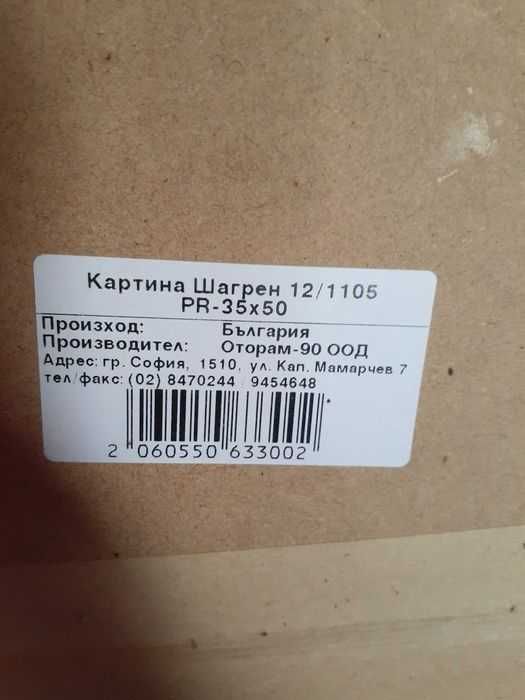 Картина Шагрен 12/1105
PR-35x50
Произход: България
Производител: Оторам-90 ООД
Адрес: гр. София, 1510, ул. Кап. Мамарчев 7
тел/факс: (02) 8470244 / 9454648
2 060550 633002